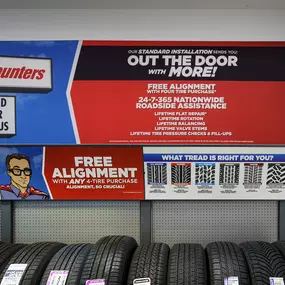 OUR STANDARD INSTALLATION SENDS YOU
OUT THE DOOR
WITH MORE!
unters
FREE ALIGNMENT
WITH FOUR TIRE PURCHASE*
24-7-365 NATIONWIDE
ROADSIDE ASSISTANCE
LIFETIME FLAT REPAIR*
LIFETIME ROTATION
LIFETIME BALANCING
LIFETIME VALVE STEMS
LIFETIME TIRE PRESSURE CHECKS & FILL-UPS
US
FREE
ALIGNMENT
WITH ANY 4-TIRE PURCHASE
ALIGNMENT, SO CRUCIAL!
WHAT TREAD IS RIGHT FOR YOU?